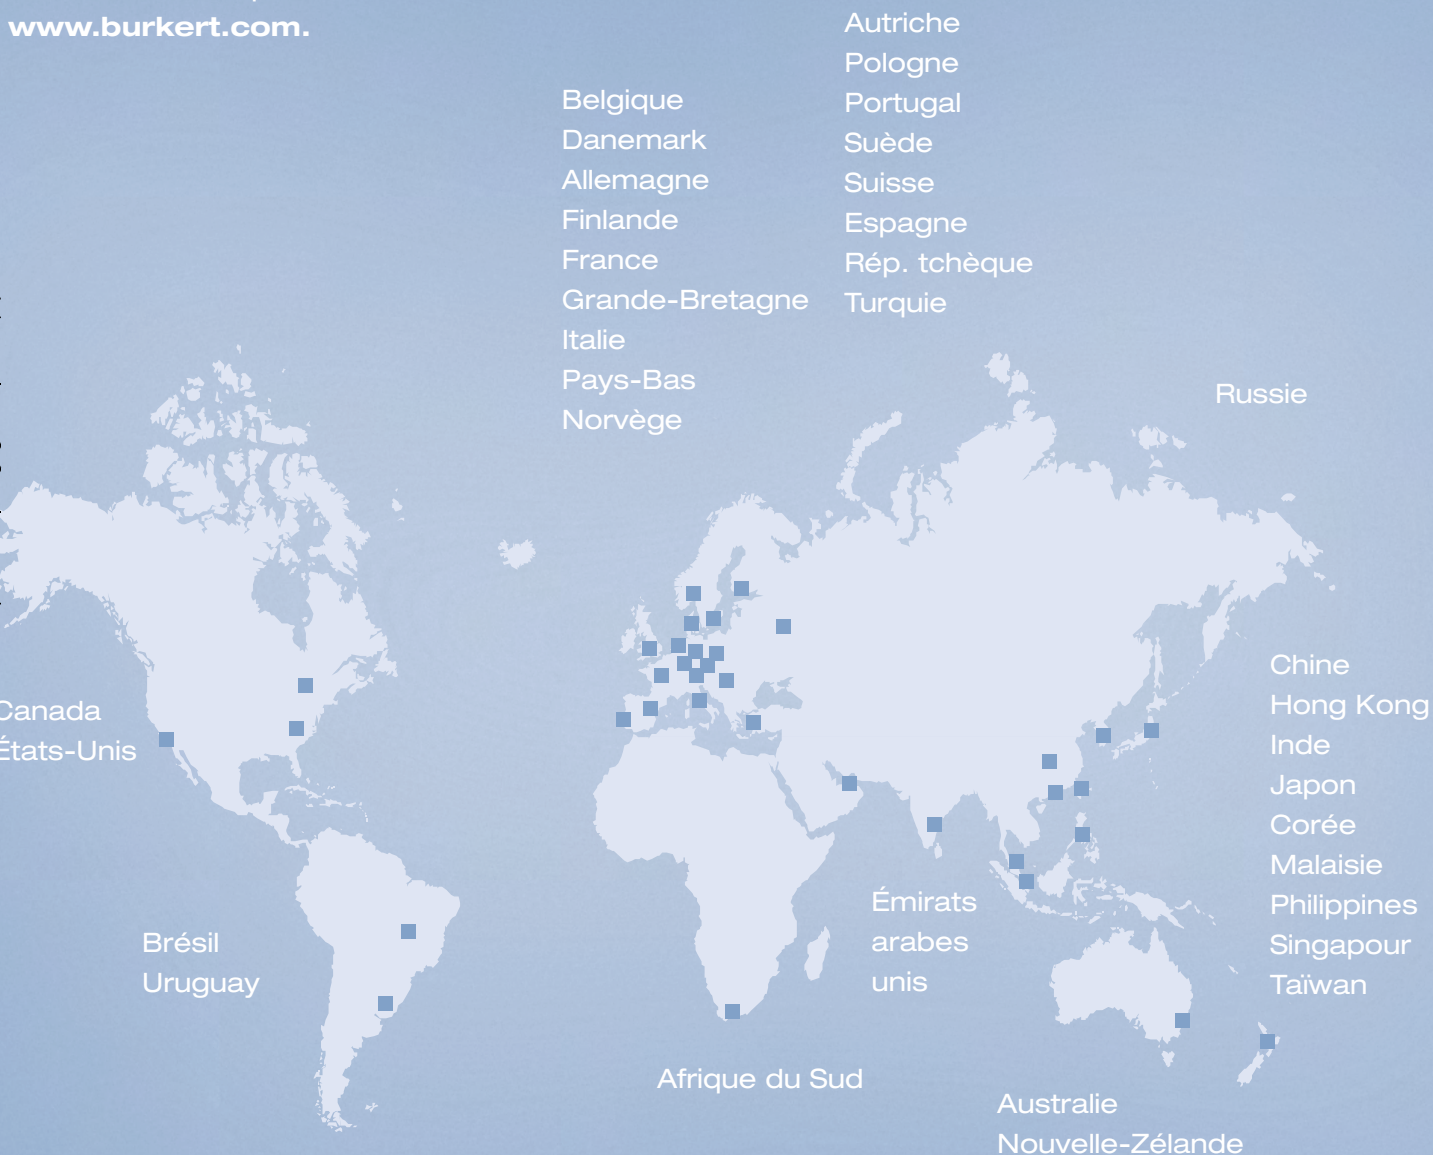 www.burkert.com.
Belgique
Danemark
Allemagne
Finlande
France
Grande-Bretagne
Italie
Pays-Bas
Norvège
Autriche
Pologne
Portugal
Suède
Suisse
Espagne
Rép. tchèque
Turquie
Russie
Canada
États-Unis
Brésil
Uruguay
Afrique du Sud
Émirats
arabes
unis
Chine
Hong Kong
Inde
Japon
Corée
Malaisie
Philippines
Singapour
Taïwan
Australie
Nouvelle-Zélande